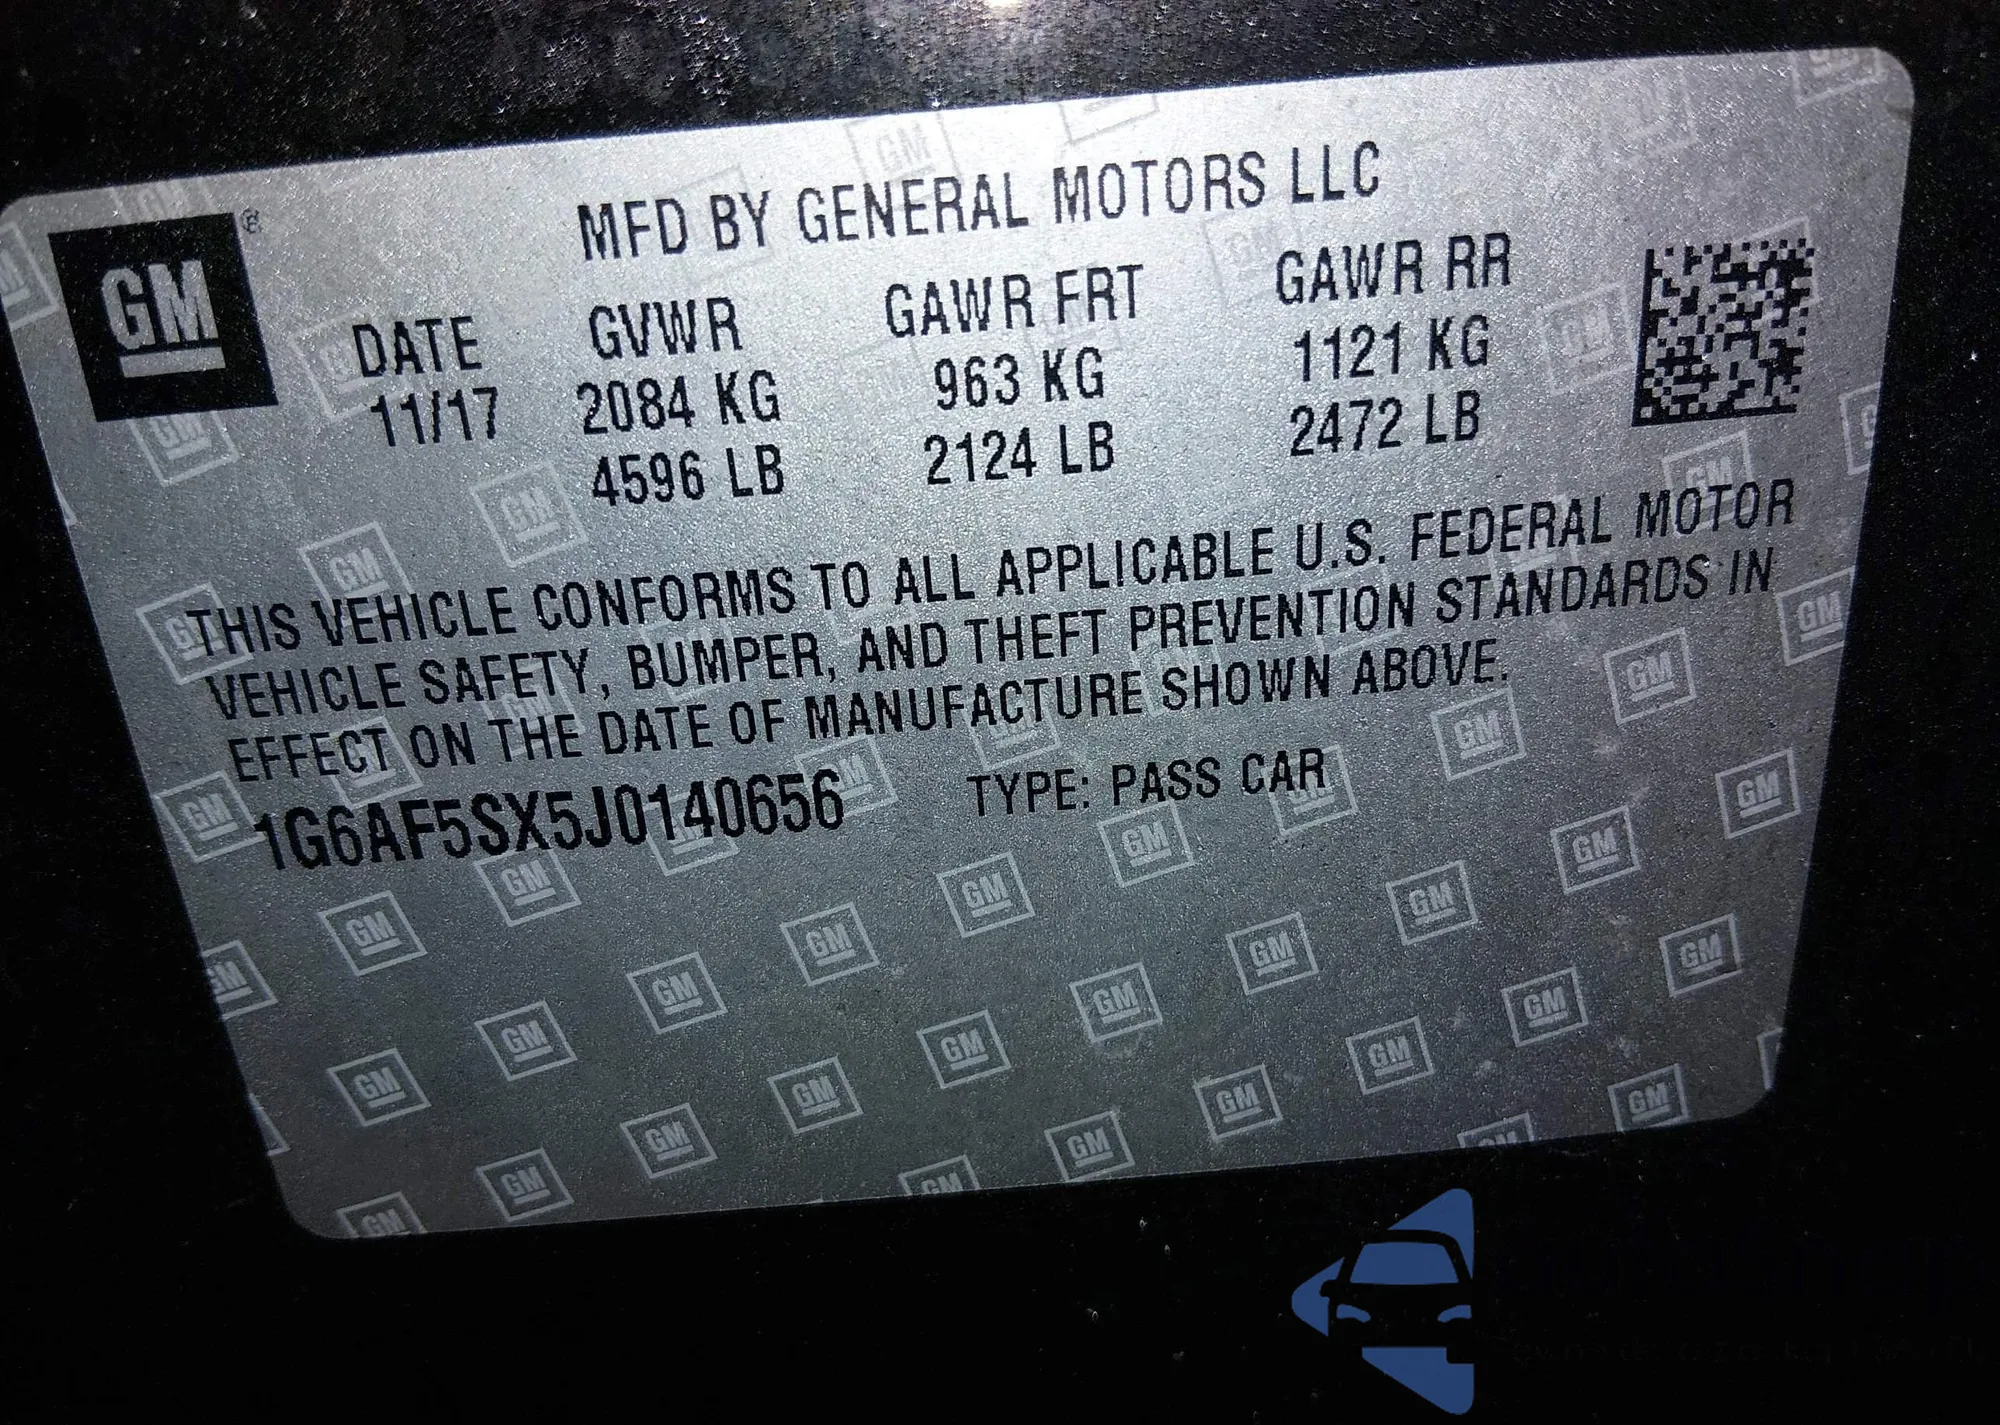 GM®
MFD BY GENERAL MOTORS LLC
DATE GVWR GAWR FRT GAWR RR
11/17 2084 KG 963 KG 1121 KG
4596 LB 2124 LB 2472 LB
THIS VEHICLE CONFORMS TO ALL APPLICABLE U.S. FEDERAL MOTOR
VEHICLE SAFETY, BUMPER, AND THEFT PREVENTION STANDARDS IN
EFFECT ON THE DATE OF MANUFACTURE SHOWN ABOVE.
1G6AF5SX5J0140656 TYPE: PASS CAR